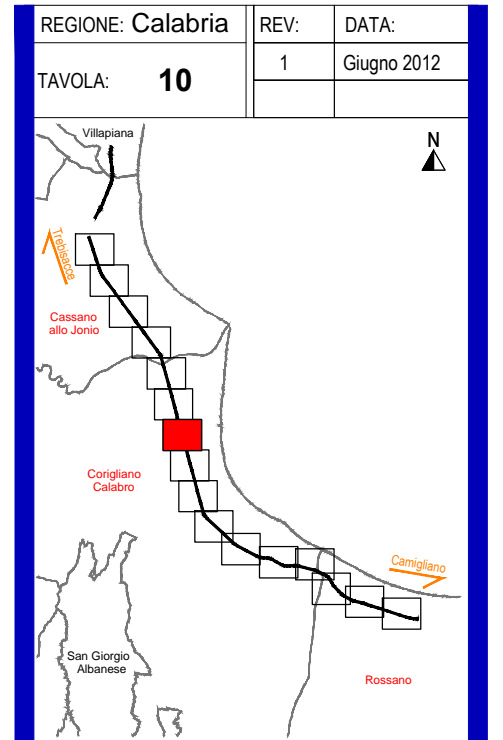 REGIONE: Calabria
REV:
DATA:
TAVOLA: 10
1
Giugno 2012
Villapiana
N
Trebisacce
Cassano
allo Jonio
Corigliano
Calabro
Camigliano
San Giorgio
Albanese
Rossano